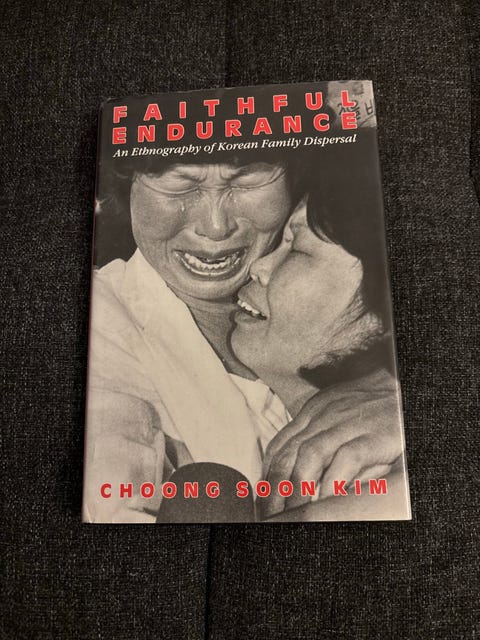 FAITHFUL
ENDURANCE
An Ethnography of Korean Family Dispersal
CHOONG SOON KIM